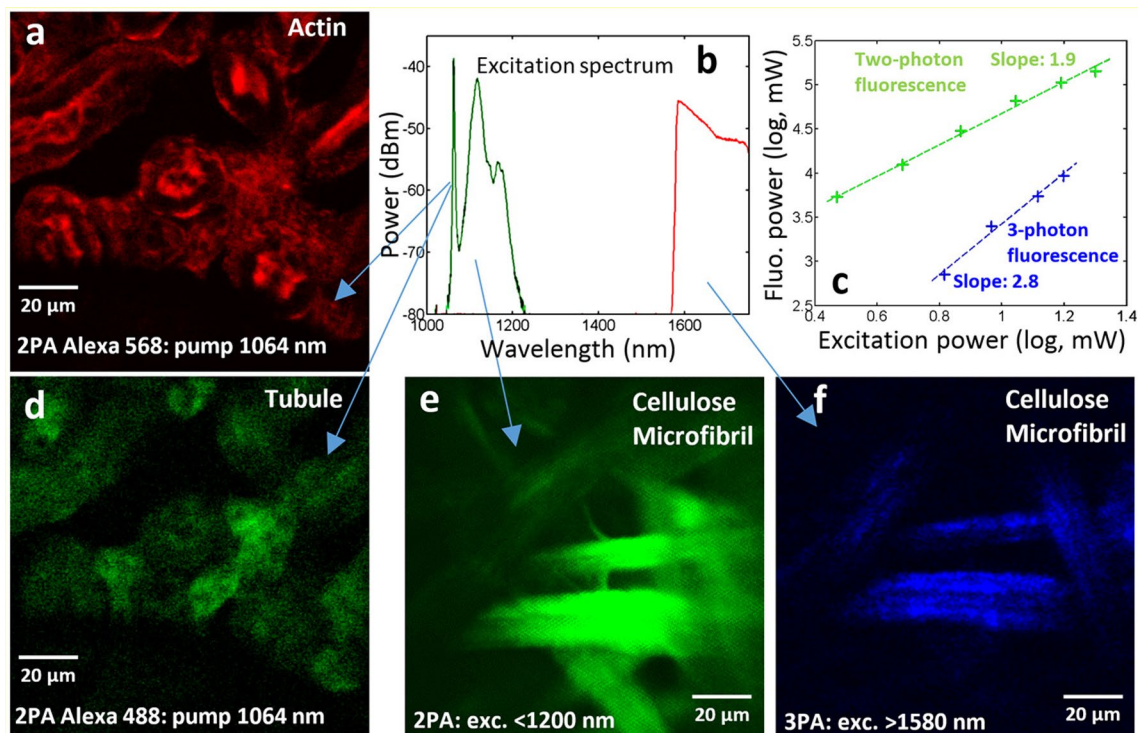 a
Actin
20 µm
2PA Alexa 568: pump 1064 nm
b
Excitation spectrum
Power (dBm)
-40
-50
-60
-70
-80
1000
1200
1400
1600
Wavelength (nm)
c
Two-photon
fluorescence
Slope: 1.9
3-photon
fluorescence
Slope: 2.8
Fluo. power (log, mW)
5.5
5
4.5
4
3.5
3
2.5
0.4
0.6
0.8
1
1.2
1.4
Excitation power (log, mW)
d
Tubule
20 µm
2PA Alexa 488: pump 1064 nm
e
Cellulose
Microfibril
20 µm
2PA: exc. <1200 nm
f
Cellulose
Microfibril
20 µm
3PA: exc. >1580 nm